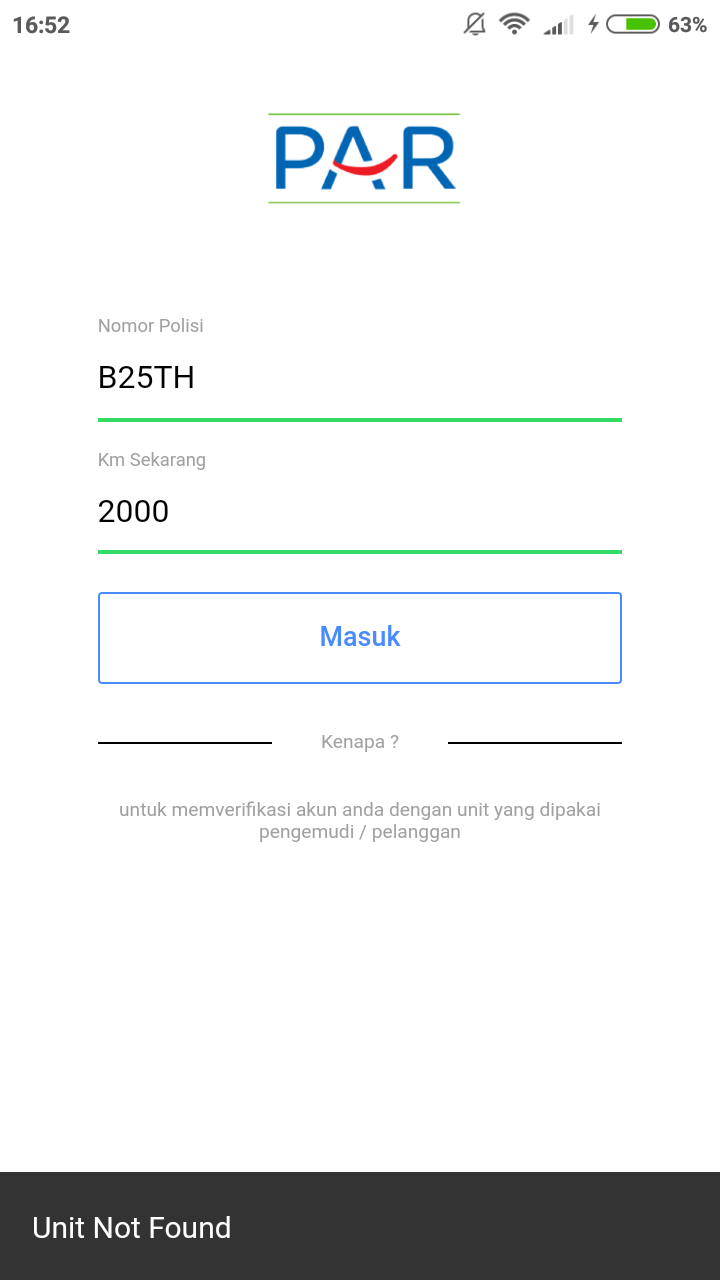 16:52
63%
PAR
Nomor Polisi
B25TH
Km Sekarang
2000
Masuk
Kenapa ?
untuk memverifikasi akun anda dengan unit yang dipakai
pengemudi / pelanggan
Unit Not Found